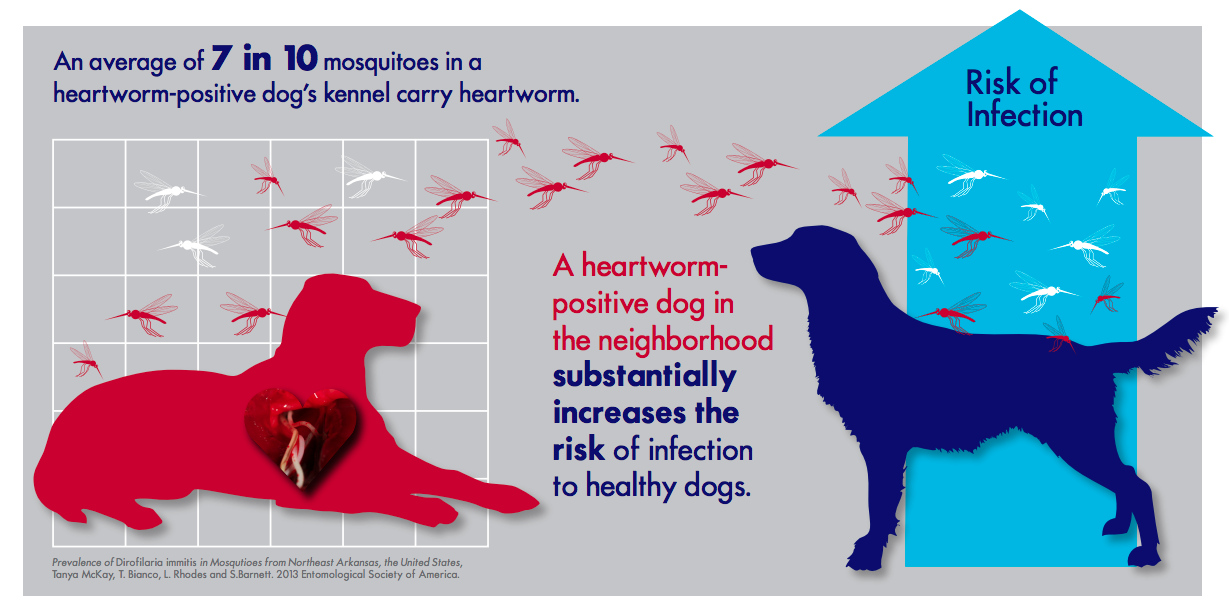 An average of 7 in 10 mosquitoes in a
heartworm-positive dog's kennel carry heartworm.
Risk of
Infection
A heartworm-
positive dog in
the neighborhood
substantially
increases the
risk of infection
to healthy dogs.
Prevalence of Dirofilaria immitis in Mosqutioes from Northeast Arkansas, the United States,
Tanya McKay, T. Bianco, L. Rhodes and S.Barnett. 2013 Entomological Society of America.